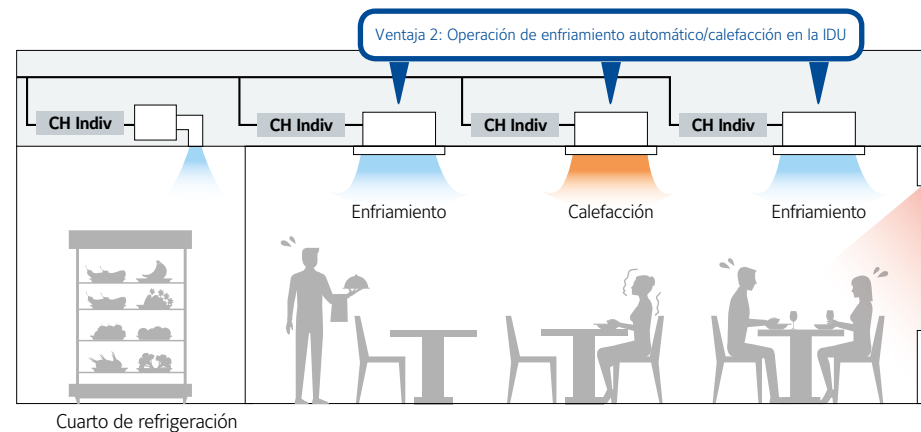 Ventaja 2: Operación de enfriamiento automático/calefacción en la IDU
CH Indiv
CH Indiv
CH Indiv
CH Indiv
Enfriamiento
Calefacción
Enfriamiento
Cuarto de refrigeración